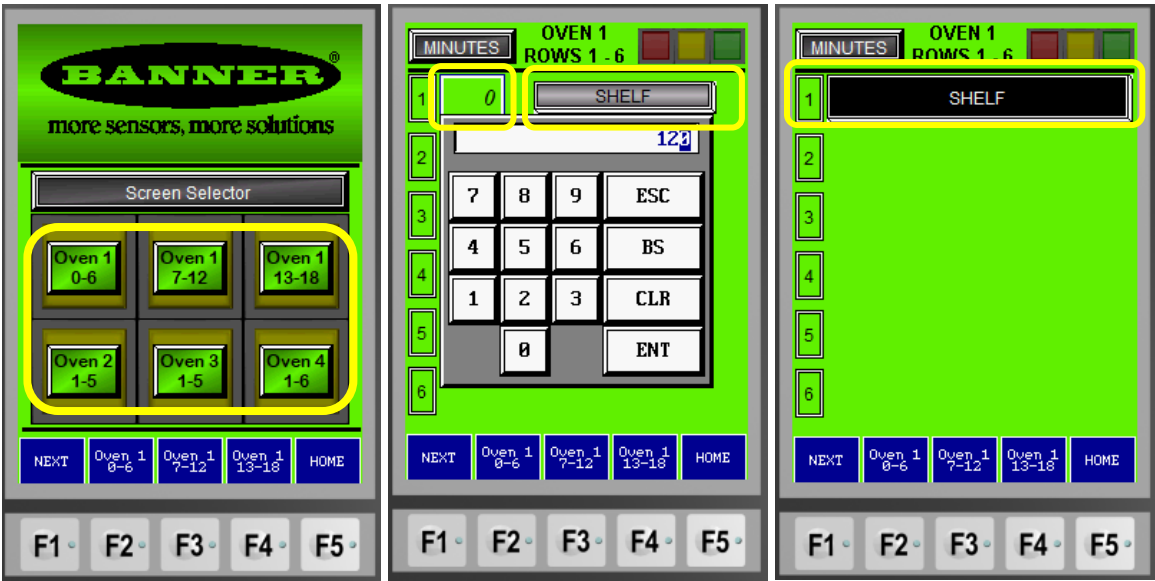 BANNER®
more sensors, more solutions
Screen Selector
Oven 1
0-6
Oven 1
7-12
Oven 1
13-18
Oven 2
1-5
Oven 3
1-5
Oven 4
1-6
NEXT
Oven 1
0-6
Oven 1
7-12
Oven 1
13-18
HOME
F1 F2 F3 F4 F5
MINUTES
OVEN 1
ROWS 1 - 6
1
0
SHELF
120
2
3
4
5
6
7 8 9 ESC
4 5 6 BS
1 2 3 CLR
0 ENT
NEXT
Oven 1
0-6
Oven 1
7-12
Oven 1
13-18
HOME
F1 F2 F3 F4 F5
MINUTES
OVEN 1
ROWS 1 - 6
1
SHELF
2
3
4
5
6
NEXT
Oven 1
0-6
Oven 1
7-12
Oven 1
13-18
HOME
F1 F2 F3 F4 F5